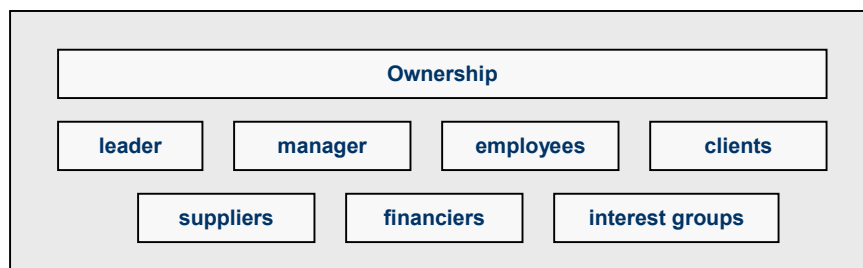 Ownership
leader manager employees clients
suppliers financiers interest groups